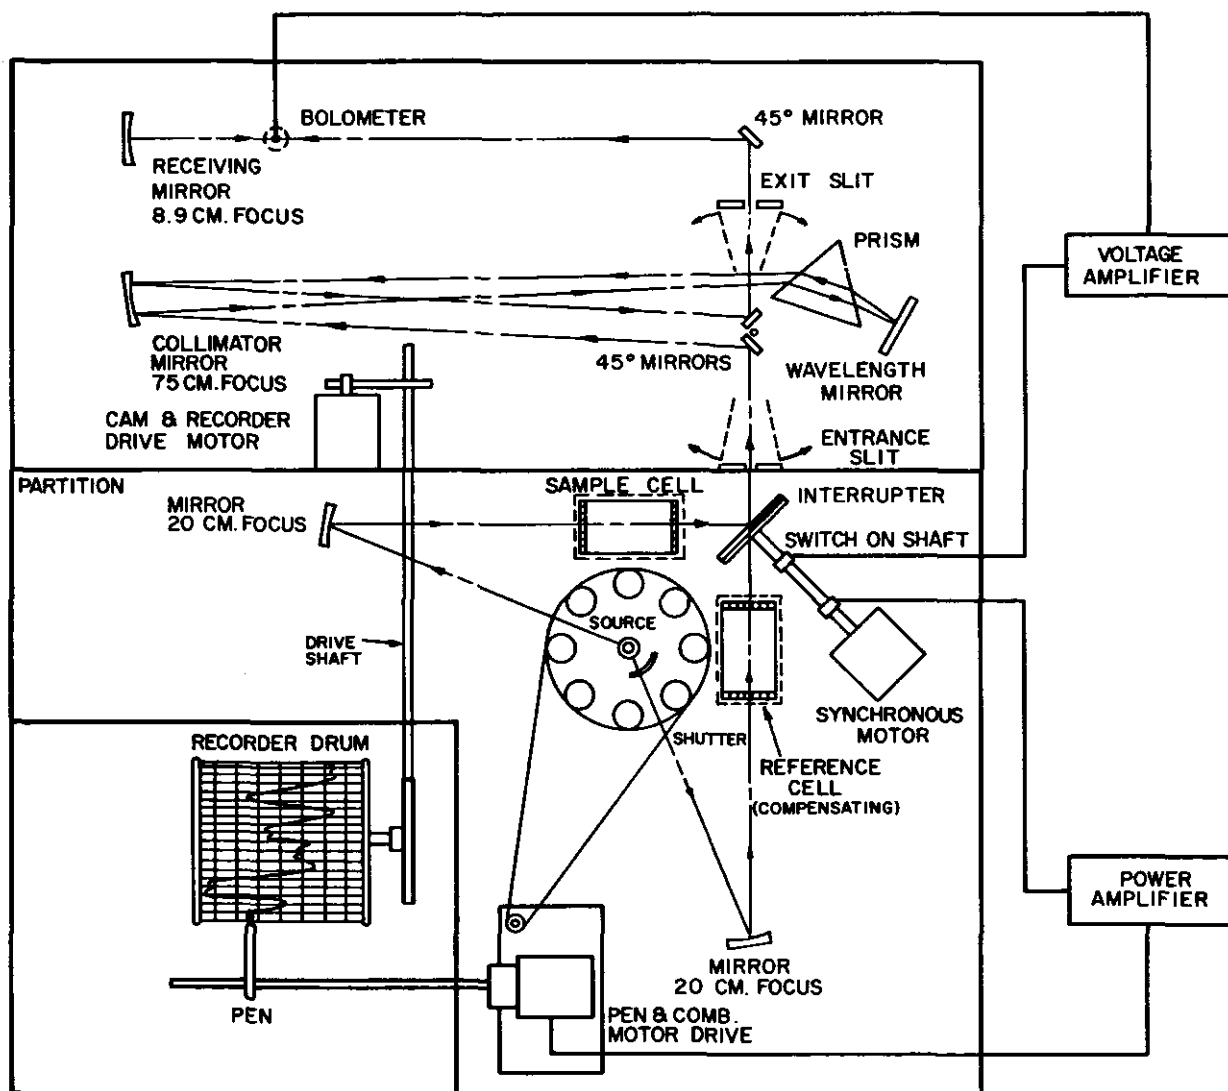 BOLOMETER
45° MIRROR
RECEIVING
MIRROR
8.9 CM. FOCUS
EXIT SLIT
PRISM
VOLTAGE
AMPLIFIER
COLLIMATOR
MIRROR
75 CM. FOCUS
45° MIRRORS
WAVELENGTH
MIRROR
CAM & RECORDER
DRIVE MOTOR
ENTRANCE
SLIT
PARTITION
MIRROR
20 CM. FOCUS
SAMPLE CELL
INTERRUPTER
SWITCH ON SHAFT
SOURCE
DRIVE
SHAFT
SHUTTER
SYNCHRONOUS
MOTOR
REFERENCE
CELL
(COMPENSATING)
RECORDER DRUM
POWER
AMPLIFIER
MIRROR
20 CM. FOCUS
PEN
PEN & COMB.
MOTOR DRIVE